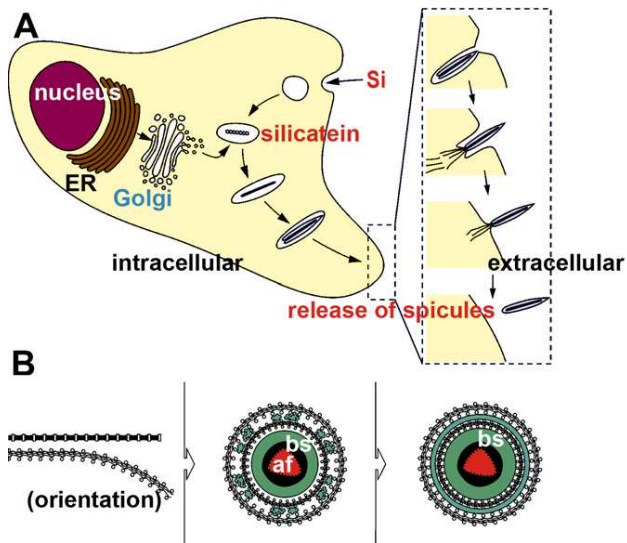 A
nucleus
Si
silicatein
ER
Golgi
intracellular
extracellular
release of spicules
B
bs
af
bs
(orientation)